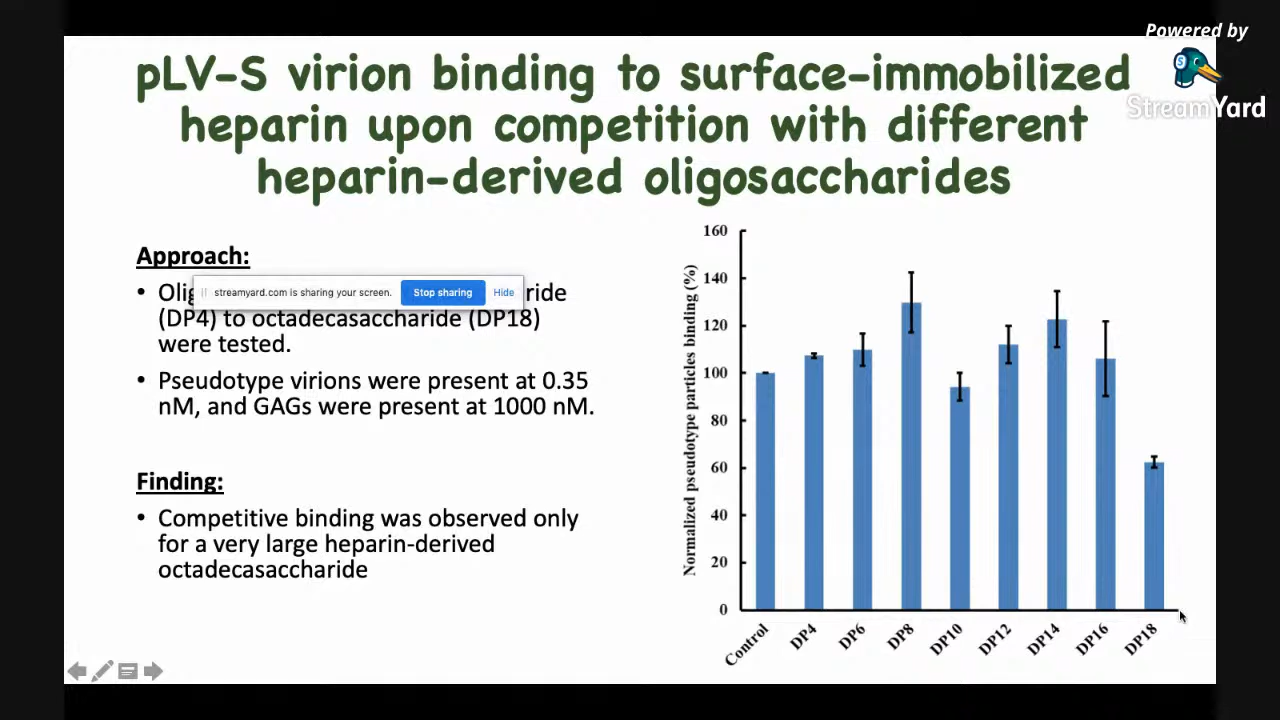 Powered by
StreamYard
pLV-S virion binding to surface-immobilized
heparin upon competition with different
heparin-derived oligosaccharides
Approach:
• Olig
streamyard.com is sharing your screen. Stop sharing Hide
ride
(DP4) to octadecasaccharide (DP18)
were tested.
• Pseudotype virions were present at 0.35
nM, and GAGs were present at 1000 nM.
Finding:
• Competitive binding was observed only
for a very large heparin-derived
octadecasaccharide
Normalized pseudotype particles binding (%)
160
140
120
100
80
60
40
20
0
Control DP4 DP6 DP8 DP10 DP12 DP14 DP16 DP18